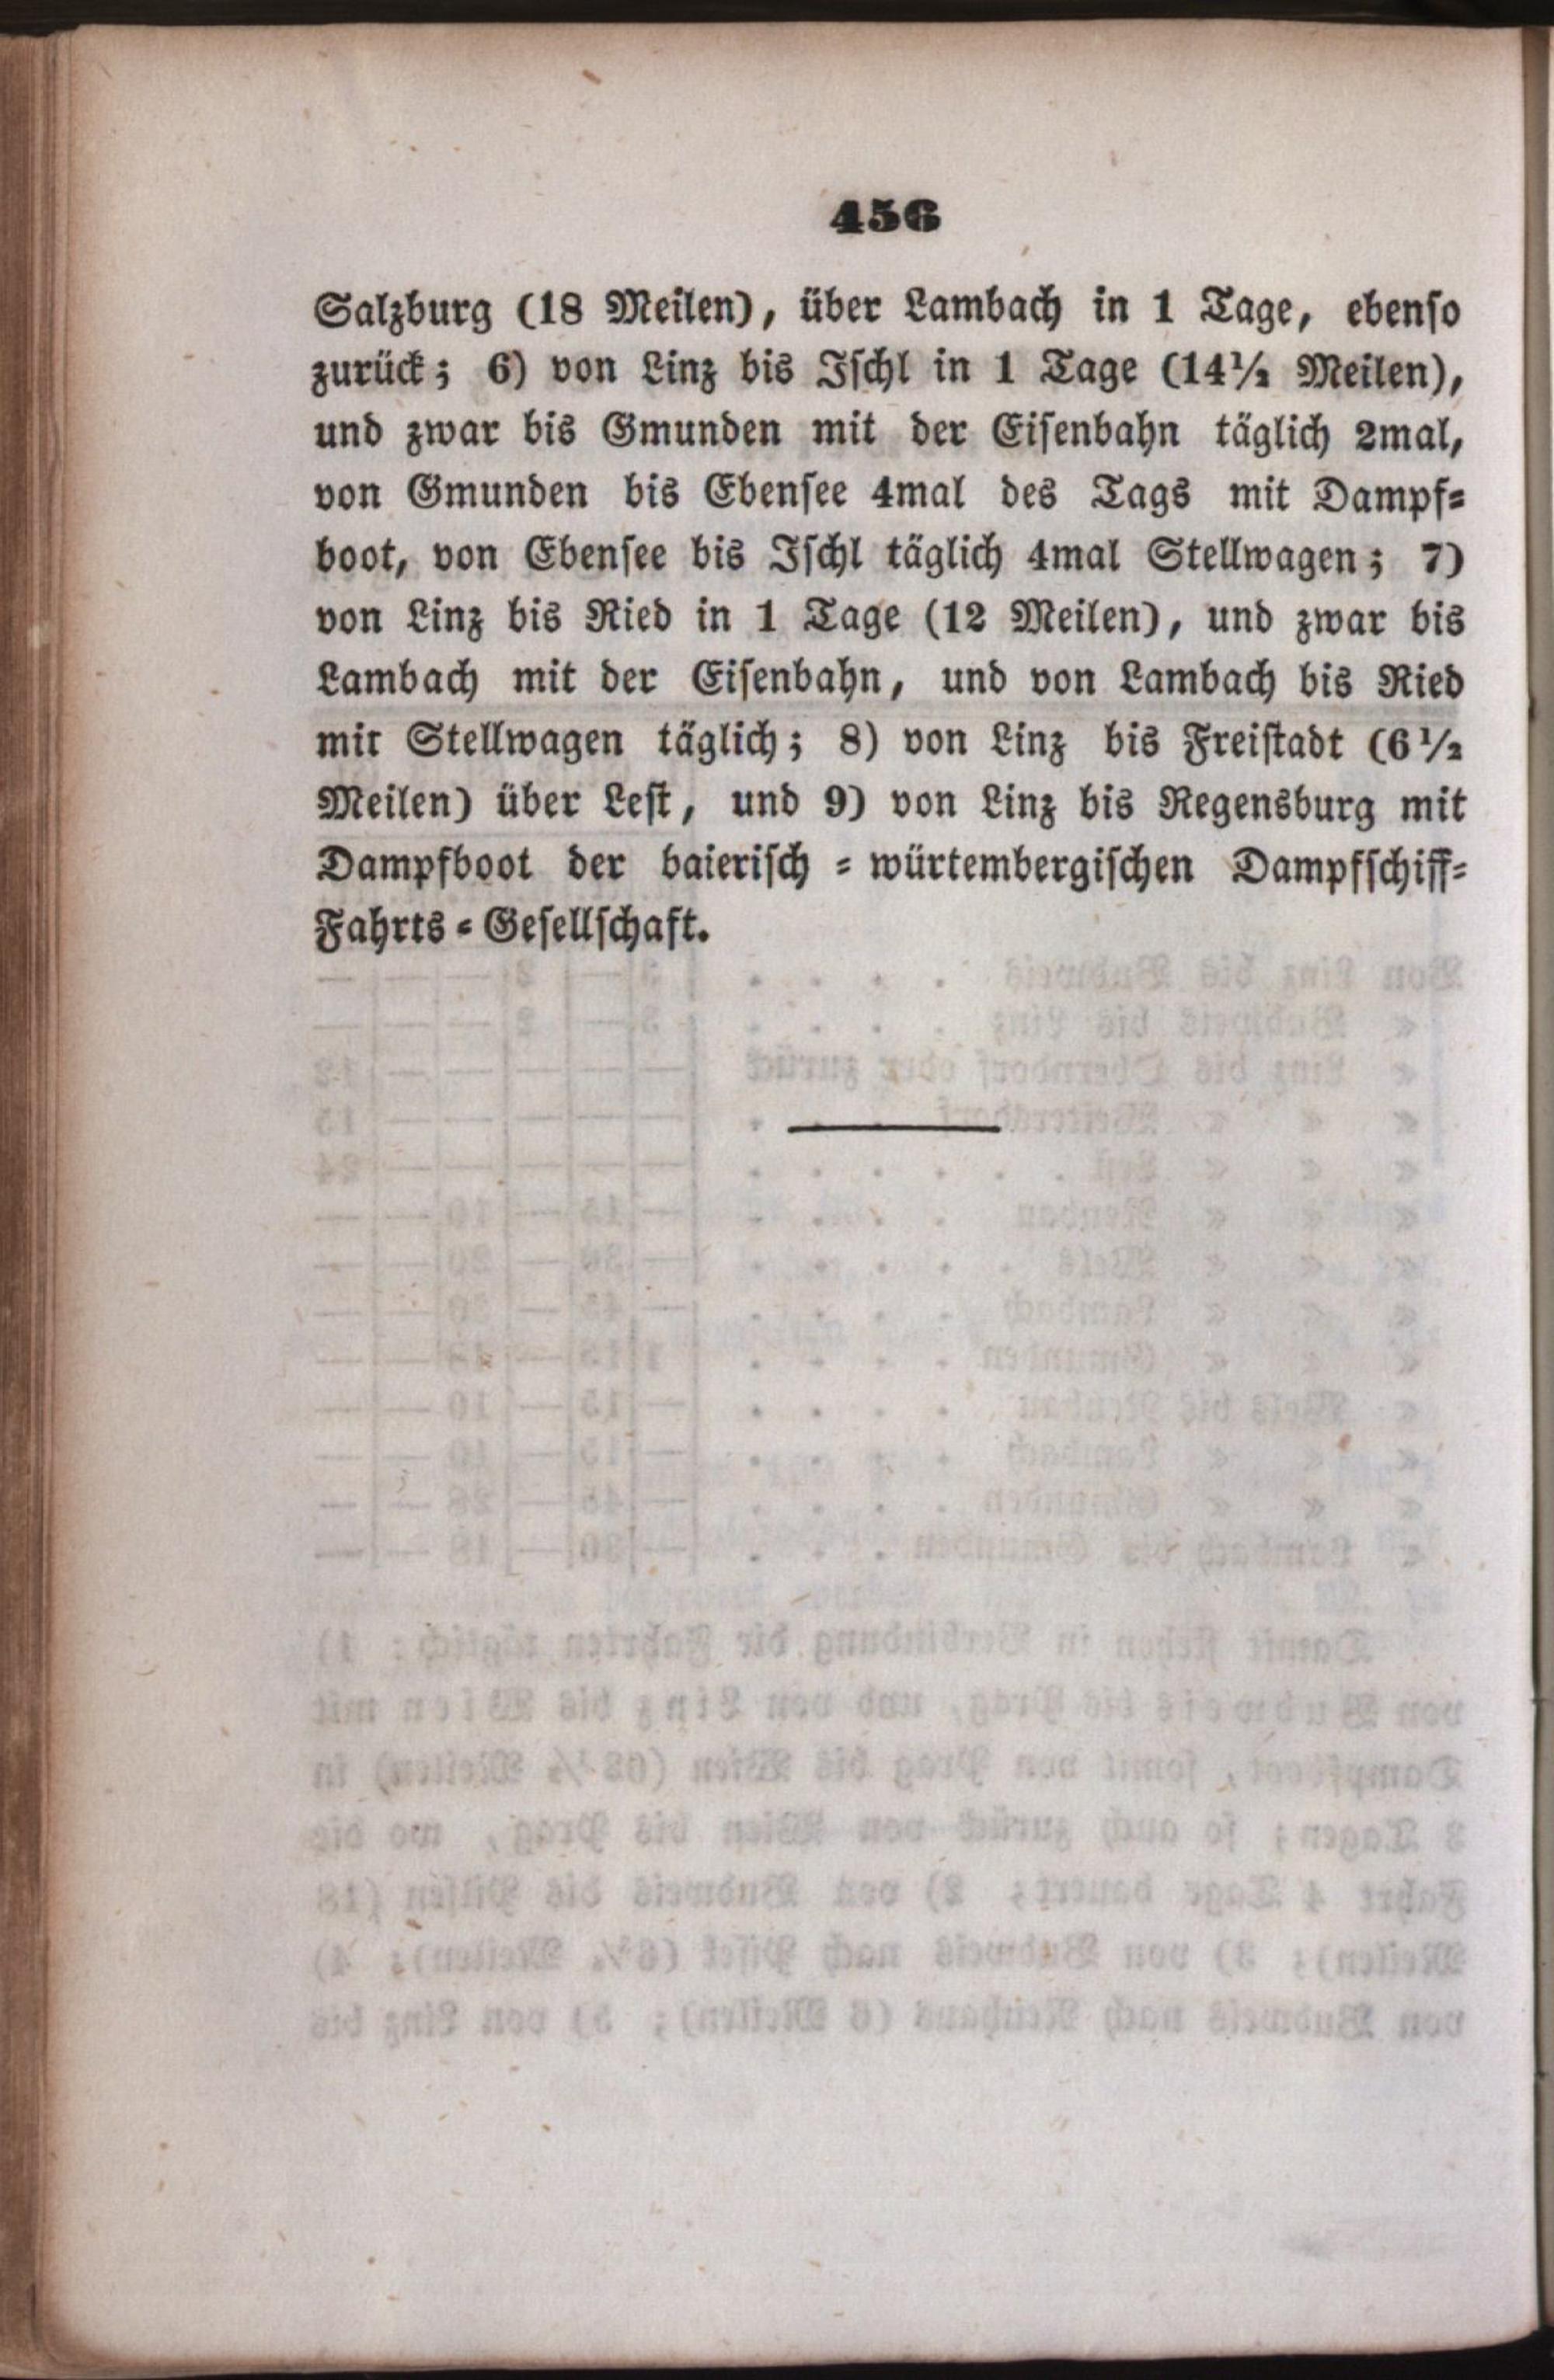 456
Salzburg (18 Meilen), über Lambach in 1 Tage, ebenso
zurück; 6) von Linz bis Ischl in 1 Tage (14½ Meilen),
und zwar bis Gmunden mit der Eisenbahn täglich 2mal,
von Gmunden bis Ebensee 4mal des Tags mit Dampf=
boot, von Ebensee bis Ischl täglich 4mal Stellwagen; 7)
von Linz bis Ried in 1 Tage (12 Meilen), und zwar bis
Lambach mit der Eisenbahn, und von Lambach bis Ried
mit Stellwagen täglich; 8) von Linz bis Freistadt (6½
Meilen) über Lest, und 9) von Linz bis Regensburg mit
Dampfboot der baierisch = würtembergischen Dampfschiff=
Fahrts = Gesellschaft.